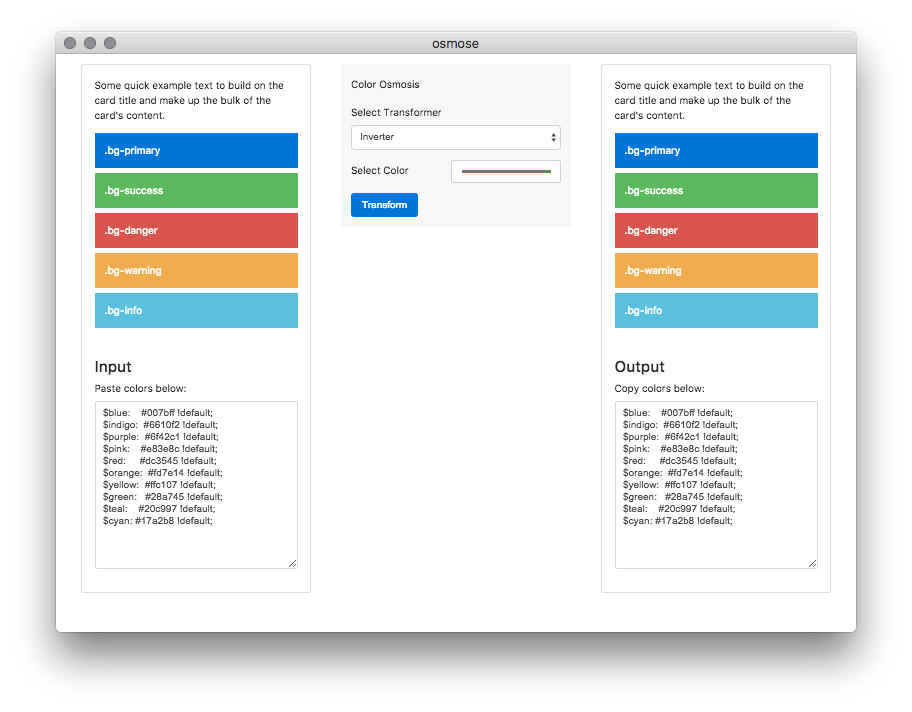 osmose
Some quick example text to build on the
card title and make up the bulk of the
card's content.
.bg-primary
.bg-success
.bg-danger
.bg-warning
.bg-info
Input
Paste colors below:
$blue: #007bff !default;
$indigo: #6610f2 !default;
$purple: #6f42c1 !default;
$pink: #e83e8c !default;
$red: #dc3545 !default;
$orange: #fd7e14 !default;
$yellow: #ffc107 !default;
$green: #28a745 !default;
$teal: #20c997 !default;
$cyan: #17a2b8 !default;
Color Osmosis
Select Transformer
Inverter
Select Color
Transform
Some quick example text to build on the
card title and make up the bulk of the
card's content.
.bg-primary
.bg-success
.bg-danger
.bg-warning
.bg-info
Output
Copy colors below:
$blue: #007bff !default;
$indigo: #6610f2 !default;
$purple: #6f42c1 !default;
$pink: #e83e8c !default;
$red: #dc3545 !default;
$orange: #fd7e14 !default;
$yellow: #ffc107 !default;
$green: #28a745 !default;
$teal: #20c997 !default;
$cyan: #17a2b8 !default;